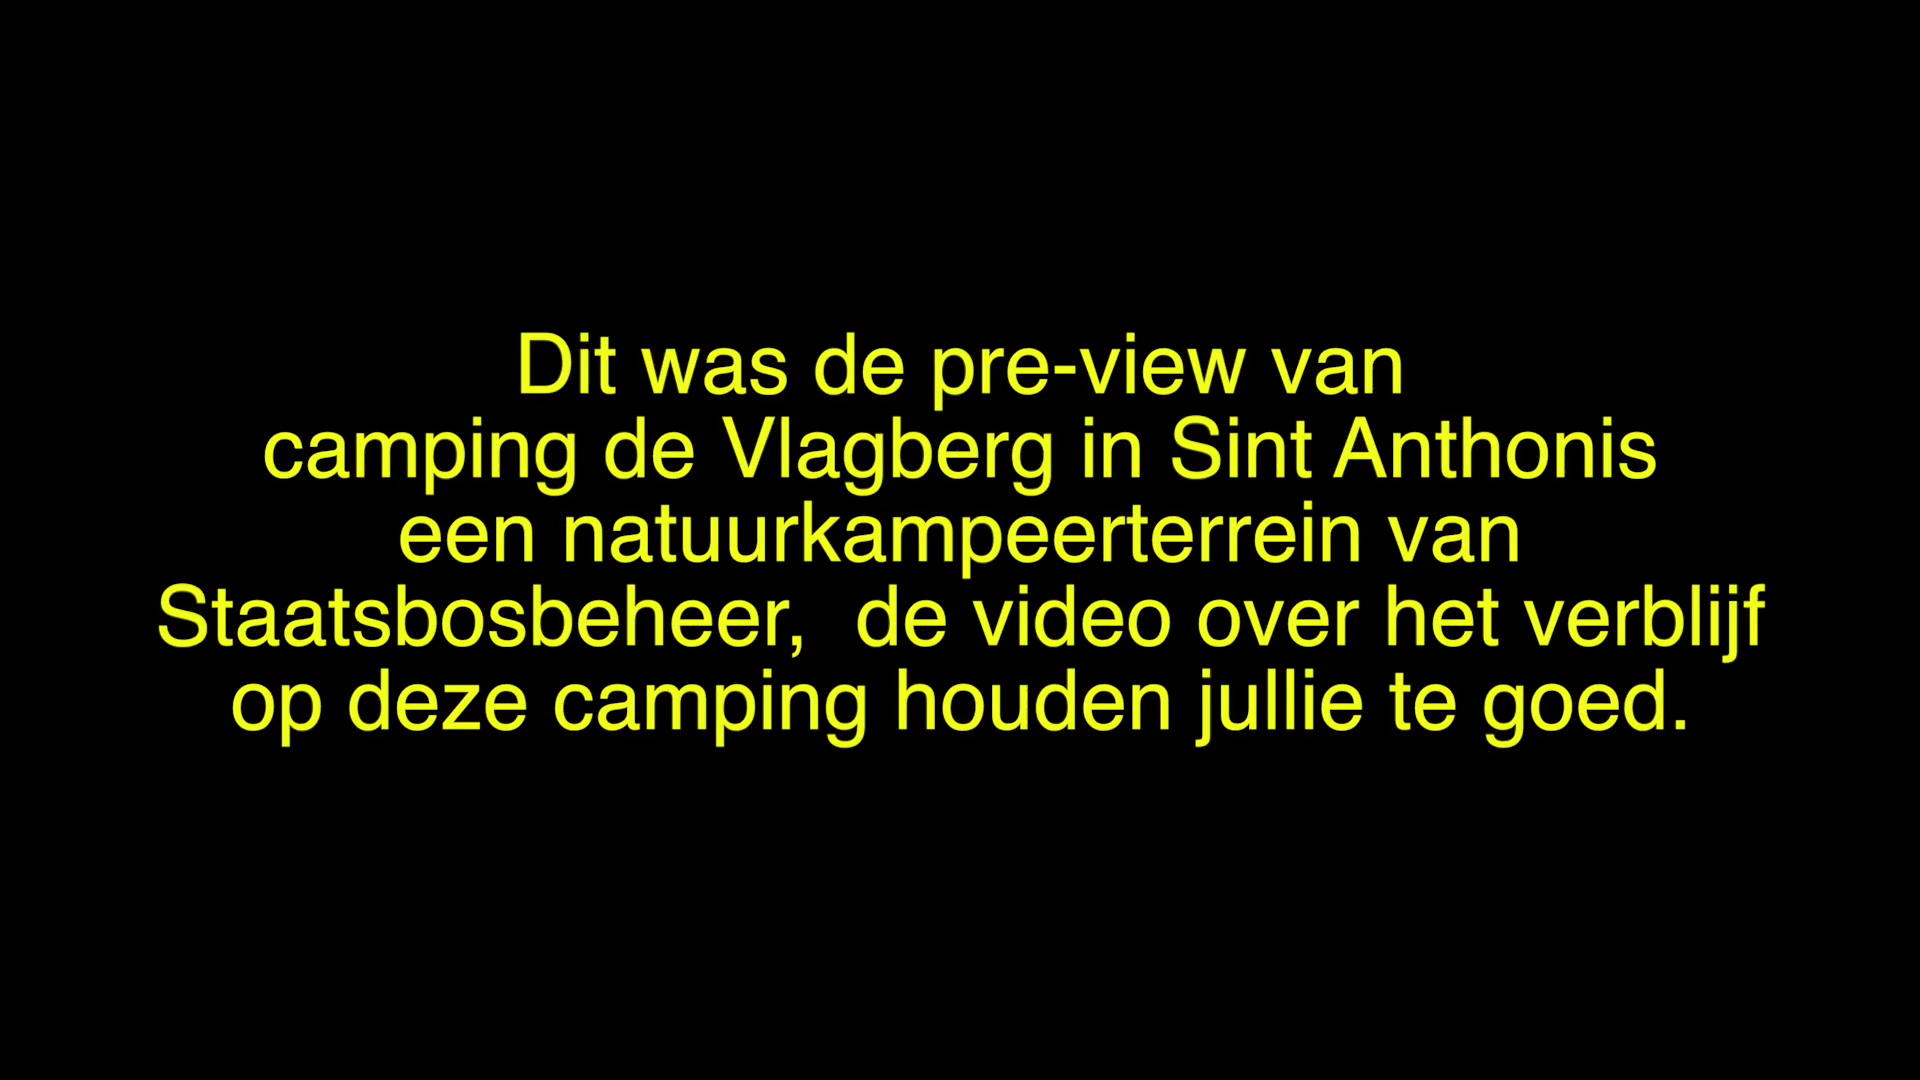 Dit was de pre-view van
camping de Vlagberg in Sint Anthonis
een natuurkampeerterrein van
Staatsbosbeheer,  de video over het verblijf
op deze camping houden jullie te goed.